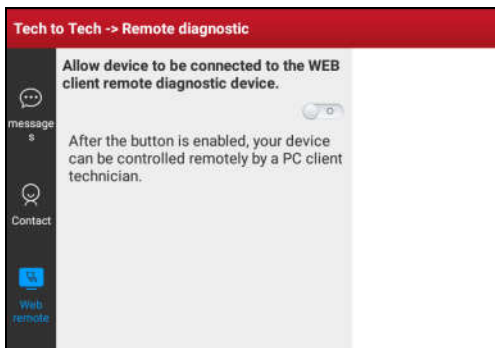 Tech to Tech -> Remote diagnostic
Allow device to be connected to the WEB
client remote diagnostic device.
After the button is enabled, your device
can be controlled remotely by a PC client
technician.
message
s
Contact
Web
remote